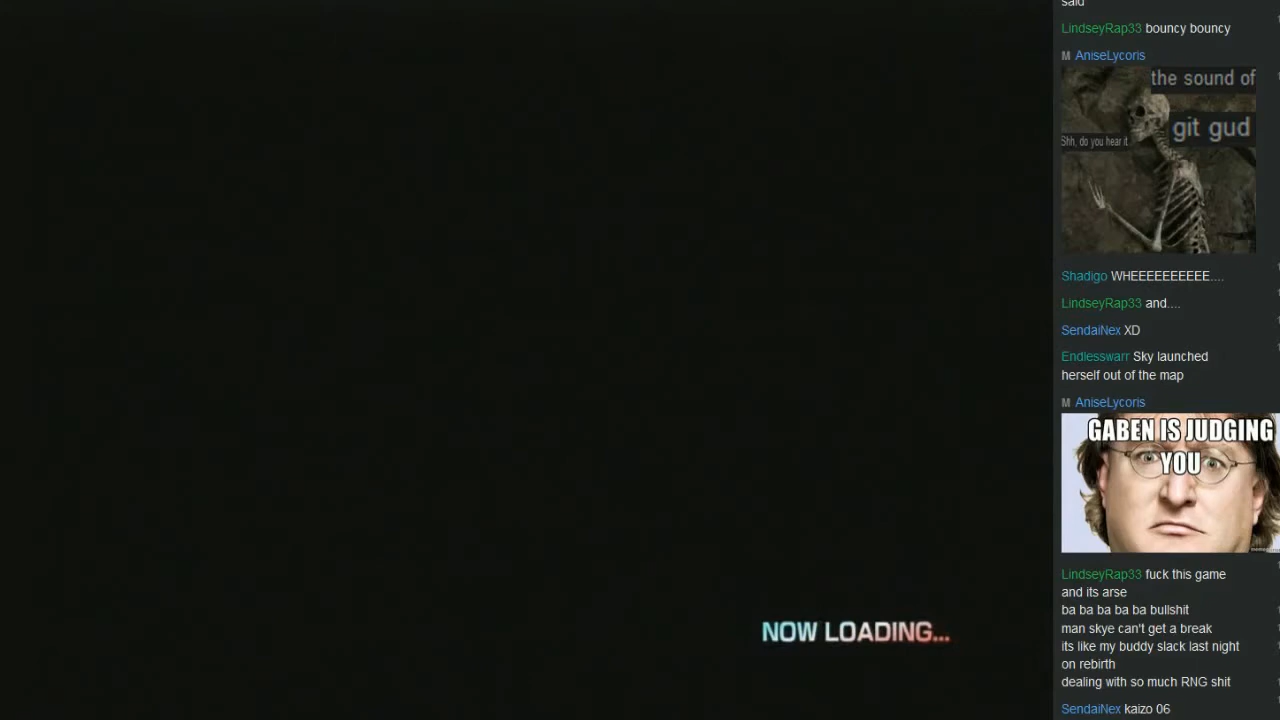 said
LindseyRap33 bouncy bouncy
M AniseLycoris
the sound of
git gud
Shh, do you hear it
Shadigo WHEEEEEEEEEE....
LindseyRap33 and....
SendaiNex XD
Endlesswarr Sky launched
herself out of the map
M AniseLycoris
GABEN IS JUDGING
YOU
LindseyRap33 fuck this game
and its arse
ba ba ba ba ba bullshit
man skye can't get a break
its like my buddy slack last night
on rebirth
dealing with so much RNG shit
SendaiNex kaizo 06
NOW LOADING...